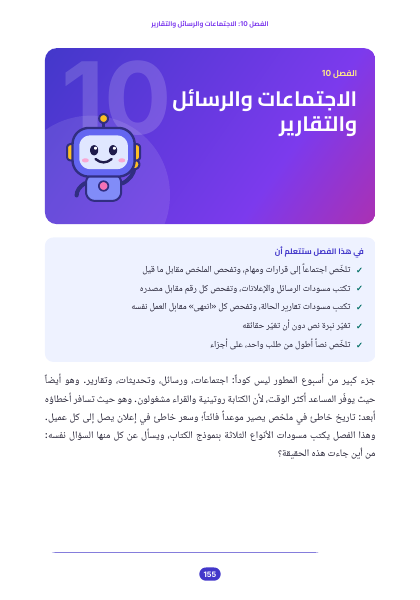 الفصل 10: الاجتماعات والرسائل والتقارير
10
الفصل 10
الاجتماعات والرسائل
والتقارير
في هذا الفصل ستتعلم أن
✓ تلخّص اجتماعاً إلى قرارات ومهام، وتفحص الملخص مقابل ما قيل
✓ تكتب مسودات الرسائل والإعلانات، وتفحص كل رقم مقابل مصدره
✓ تكتب مسودات تقارير الحالة، وتفحص كل «انتهى» مقابل العمل نفسه
✓ تغيّر نبرة نص دون أن تغيّر حقائقه
✓ تلخّص نصاً أطول من طلب واحد، على أجزاء
جزء كبير من أسبوع المطور ليس كوداً: اجتماعات، ورسائل، وتحديثات، وتقارير. وهو أيضاً
حيث يوفّر المساعد أكثر الوقت، لأن الكتابة روتينية والقراء مشغولون. وهو حيث تسافر أخطاؤه
أبعد: تاريخ خاطئ في ملخص يصير موعداً فائتاً؛ وسعر خاطئ في إعلان يصل إلى كل عميل.
وهذا الفصل يكتب مسودات الأنواع الثلاثة بنموذج الكتاب، ويسأل عن كل منها السؤال نفسه:
من أين جاءت هذه الحقيقة؟
155